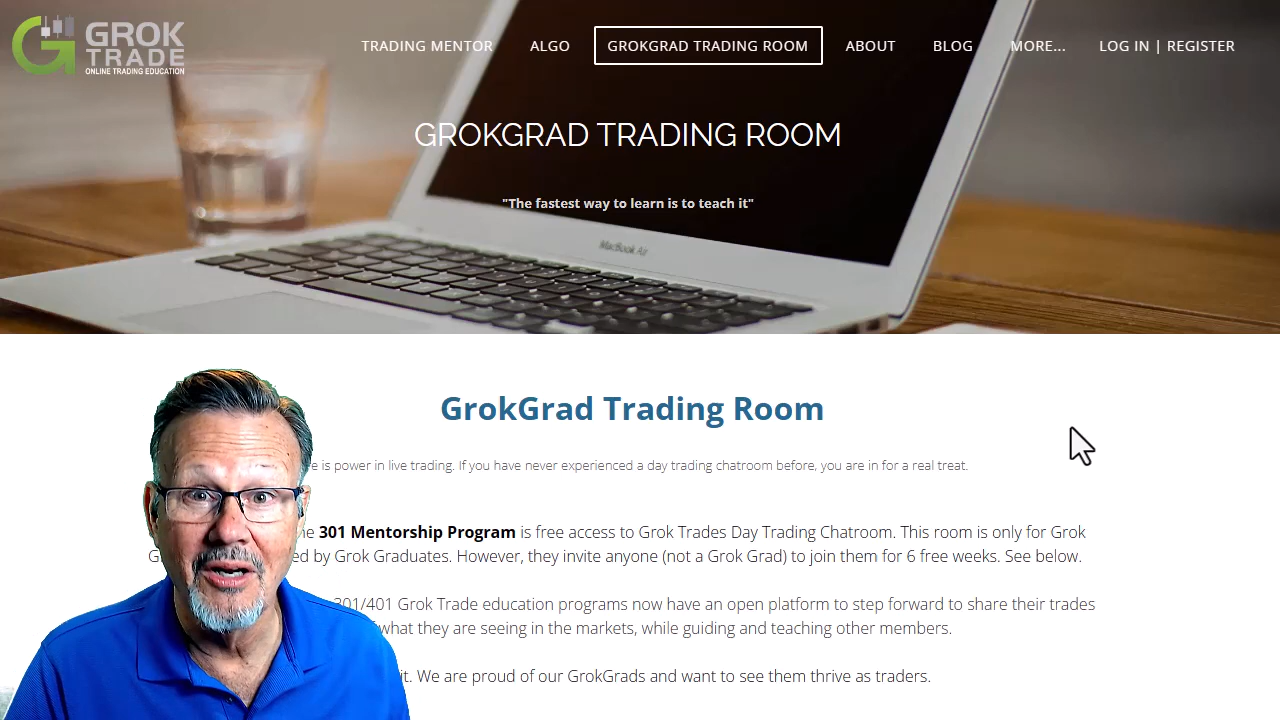 GROK
TRADE
ONLINE TRADING EDUCATION
TRADING MENTOR ALGO GROKGRAD TRADING ROOM ABOUT BLOG MORE... LOG IN | REGISTER
GROKGRAD TRADING ROOM
"The fastest way to learn is to teach it"
MacBook Air
GrokGrad Trading Room
is power in live trading. If you have never experienced a day trading chatroom before, you are in for a real treat.
301 Mentorship Program is free access to Grok Trades Day Trading Chatroom. This room is only for Grok
by Grok Graduates. However, they invite anyone (not a Grok Grad) to join them for 6 free weeks. See below.
301/401 Grok Trade education programs now have an open platform to step forward to share their trades
what they are seeing in the markets, while guiding and teaching other members.
it. We are proud of our GrokGrads and want to see them thrive as traders.